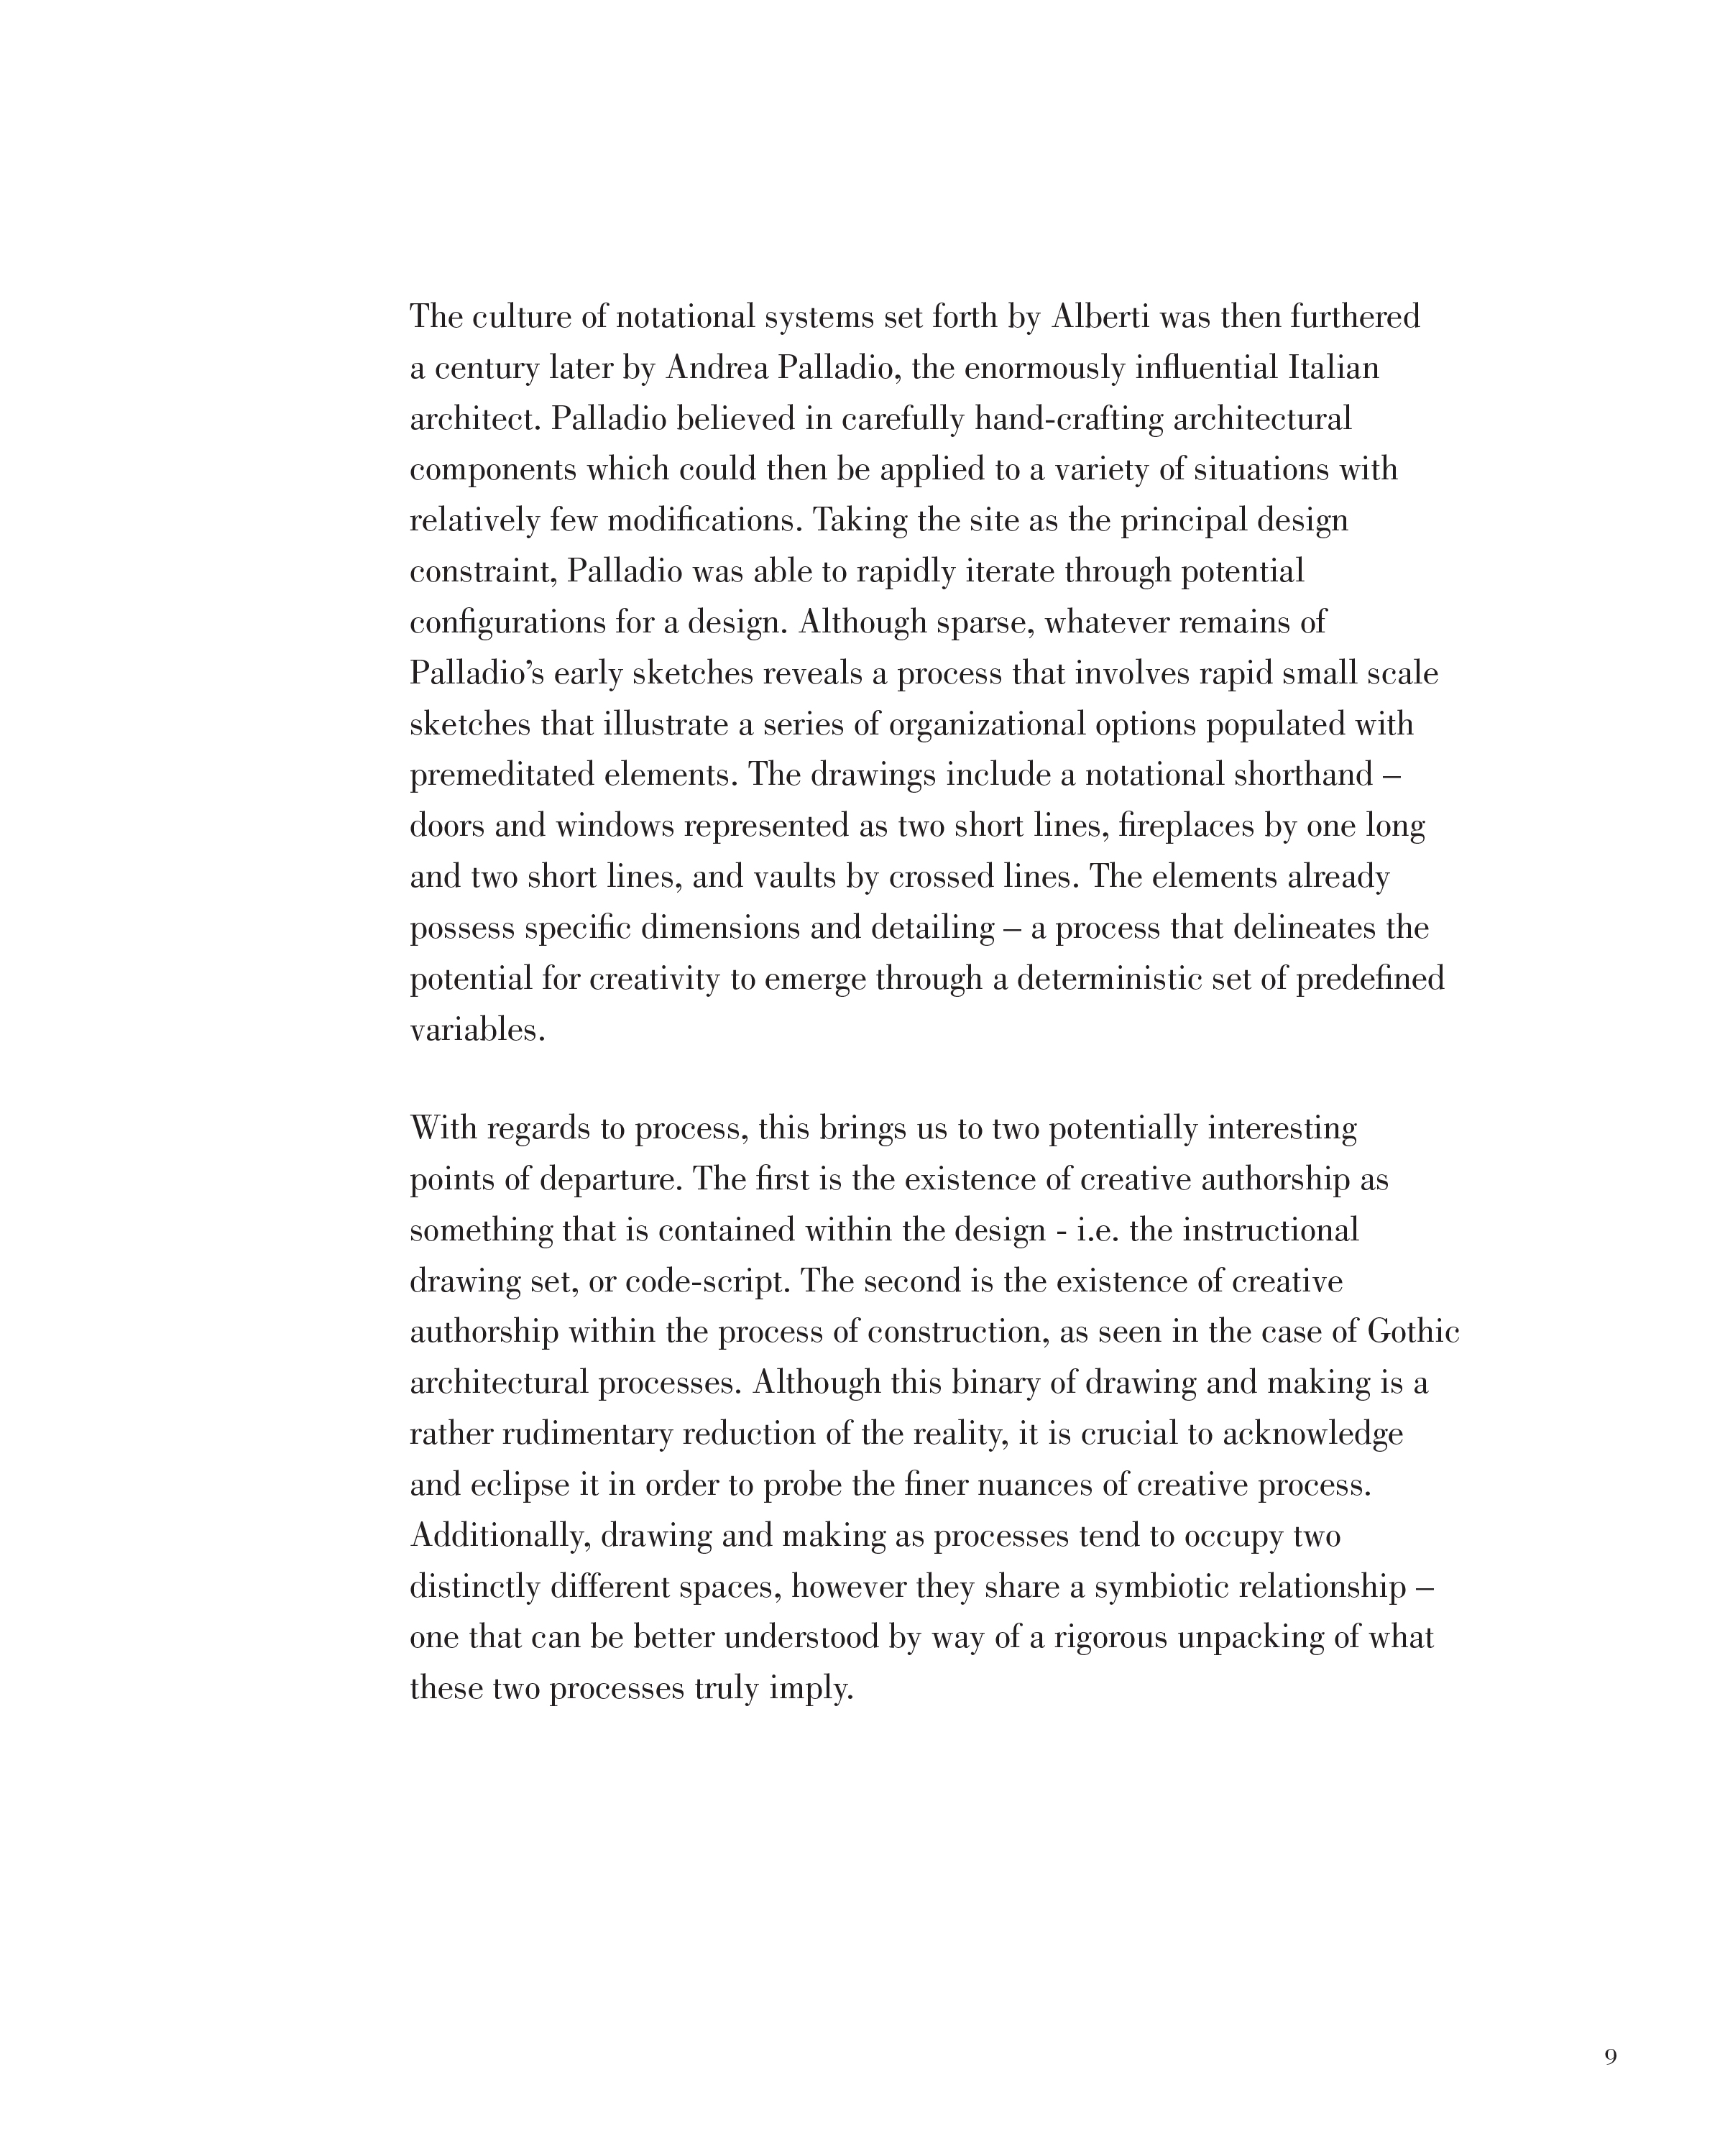 The culture of notational systems set forth by Alberti was then furthered
a century later by Andrea Palladio, the enormously influential Italian
architect. Palladio believed in carefully hand-crafting architectural
components which could then be applied to a variety of situations with
relatively few modifications. Taking the site as the principal design
constraint, Palladio was able to rapidly iterate through potential
configurations for a design. Although sparse, whatever remains of
Palladio’s early sketches reveals a process that involves rapid small scale
sketches that illustrate a series of organizational options populated with
premeditated elements. The drawings include a notational shorthand –
doors and windows represented as two short lines, fireplaces by one long
and two short lines, and vaults by crossed lines. The elements already
possess specific dimensions and detailing – a process that delineates the
potential for creativity to emerge through a deterministic set of predefined
variables.
With regards to process, this brings us to two potentially interesting
points of departure. The first is the existence of creative authorship as
something that is contained within the design - i.e. the instructional
drawing set, or code-script. The second is the existence of creative
authorship within the process of construction, as seen in the case of Gothic
architectural processes. Although this binary of drawing and making is a
rather rudimentary reduction of the reality, it is crucial to acknowledge
and eclipse it in order to probe the finer nuances of creative process.
Additionally, drawing and making as processes tend to occupy two
distinctly different spaces, however they share a symbiotic relationship –
one that can be better understood by way of a rigorous unpacking of what
these two processes truly imply.
9